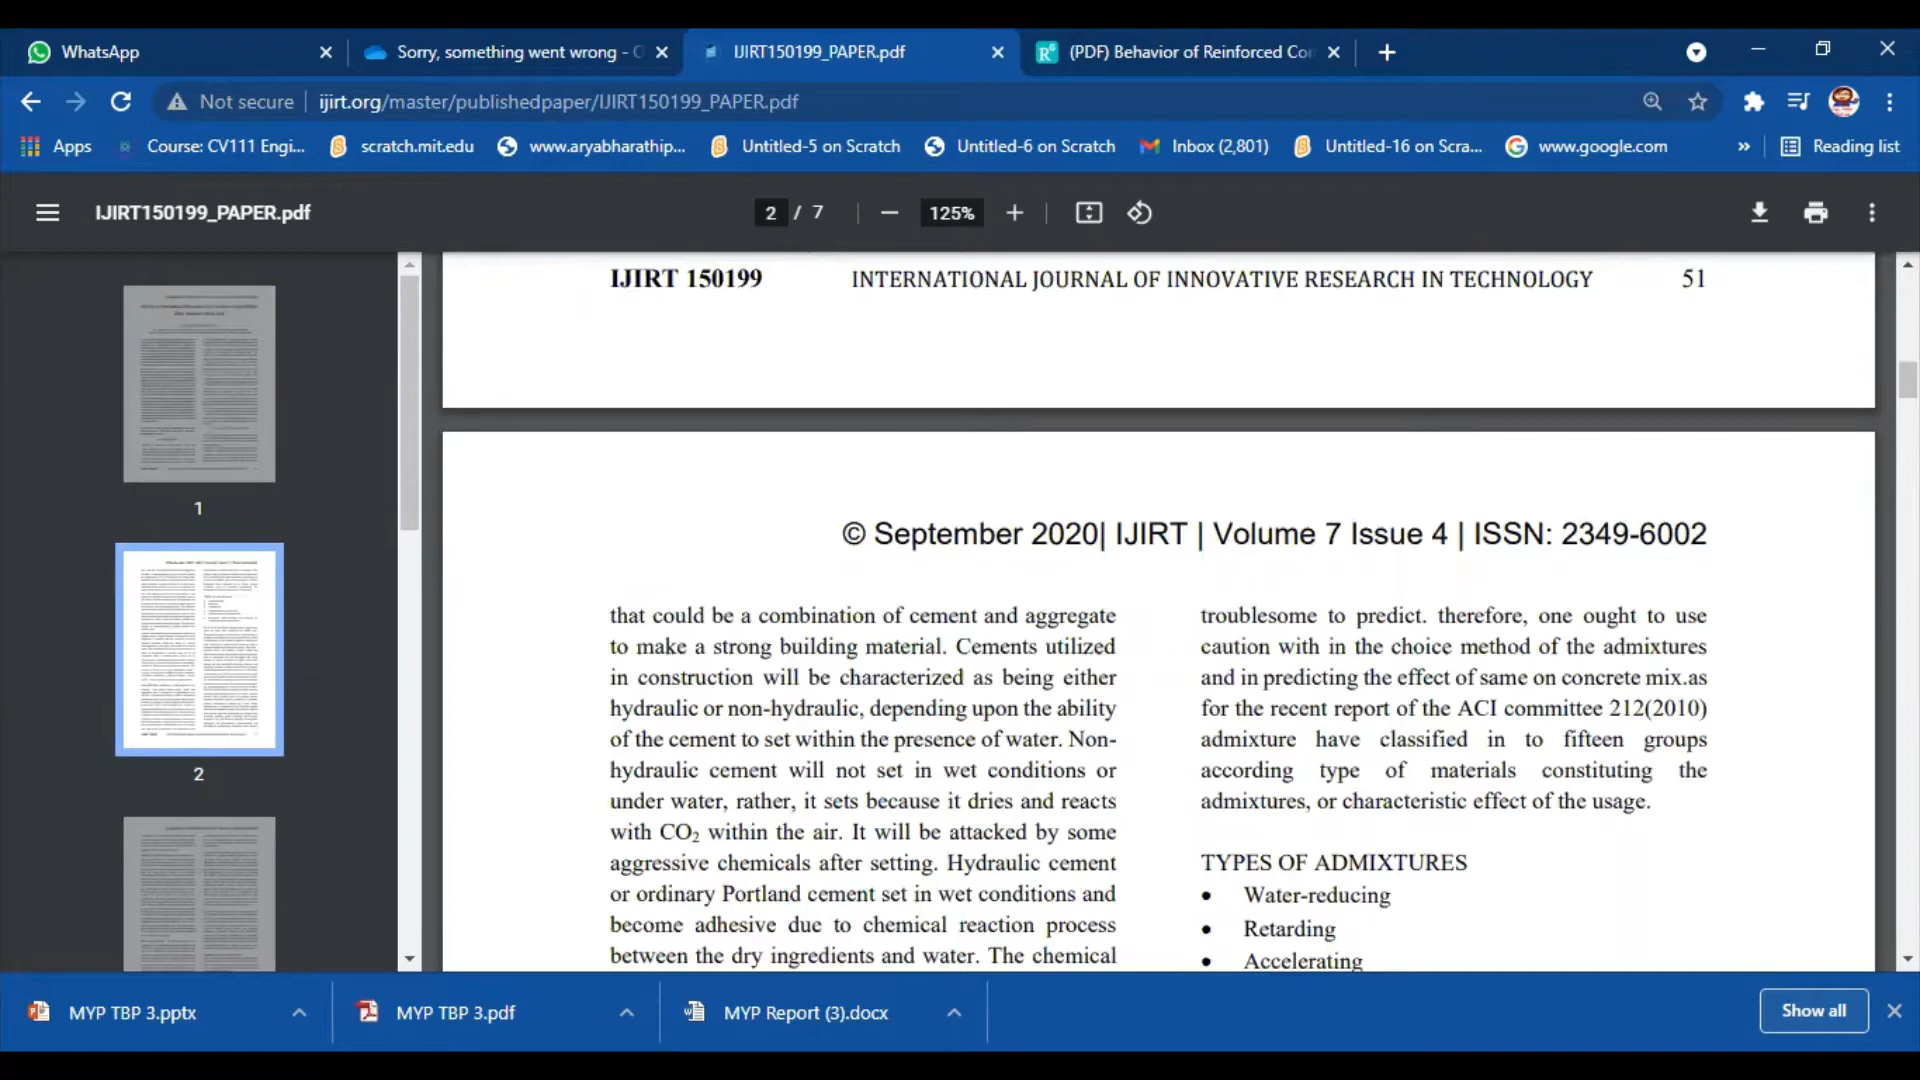 WhatsApp
Sorry, something went wrong - O
IJIRT150199_PAPER.pdf
(PDF) Behavior of Reinforced Cor
Not secure
ijirt.org/master/publishedpaper/IJIRT150199_PAPER.pdf
Apps
Course: CV111 Engi...
scratch.mit.edu
www.aryabharathip...
Untitled-5 on Scratch
Untitled-6 on Scratch
Inbox (2,801)
Untitled-16 on Scra...
www.google.com
»
Reading list
IJIRT150199_PAPER.pdf
2 / 7
125%
1
2
IJIRT 150199 INTERNATIONAL JOURNAL OF INNOVATIVE RESEARCH IN TECHNOLOGY 51
© September 2020| IJIRT | Volume 7 Issue 4 | ISSN: 2349-6002
that could be a combination of cement and aggregate
to make a strong building material. Cements utilized
in construction will be characterized as being either
hydraulic or non-hydraulic, depending upon the ability
of the cement to set within the presence of water. Non-
hydraulic cement will not set in wet conditions or
under water, rather, it sets because it dries and reacts
with CO₂ within the air. It will be attacked by some
aggressive chemicals after setting. Hydraulic cement
or ordinary Portland cement set in wet conditions and
become adhesive due to chemical reaction process
between the dry ingredients and water. The chemical
troublesome to predict. therefore, one ought to use
caution with in the choice method of the admixtures
and in predicting the effect of same on concrete mix.as
for the recent report of the ACI committee 212(2010)
admixture have classified in to fifteen groups
according type of materials constituting the
admixtures, or characteristic effect of the usage.
TYPES OF ADMIXTURES
• Water-reducing
• Retarding
• Accelerating
MYP TBP 3.pptx
MYP TBP 3.pdf
MYP Report (3).docx
Show all